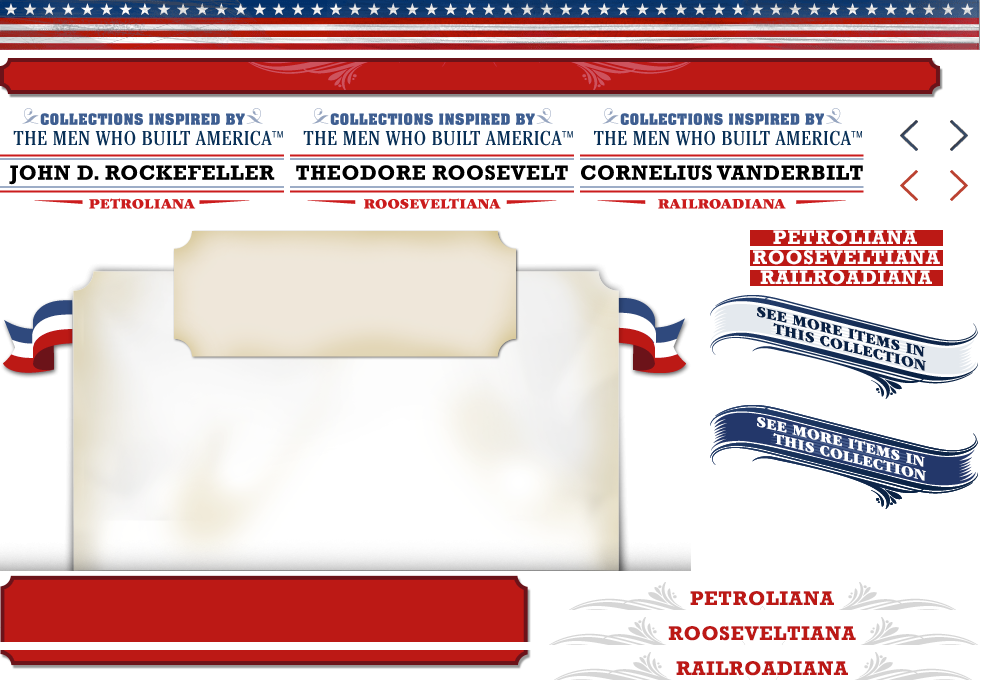 COLLECTIONS INSPIRED BY
THE MEN WHO BUILT AMERICA™
JOHN D. ROCKEFELLER
PETROLIANA
COLLECTIONS INSPIRED BY
THE MEN WHO BUILT AMERICA™
THEODORE ROOSEVELT
ROOSEVELTIANA
COLLECTIONS INSPIRED BY
THE MEN WHO BUILT AMERICA™
CORNELIUS VANDERBILT
RAILROADIANA
PETROLIANA
ROOSEVELTIANA
RAILROADIANA
SEE MORE ITEMS IN
THIS COLLECTION
SEE MORE ITEMS IN
THIS COLLECTION
PETROLIANA
ROOSEVELTIANA
RAILROADIANA